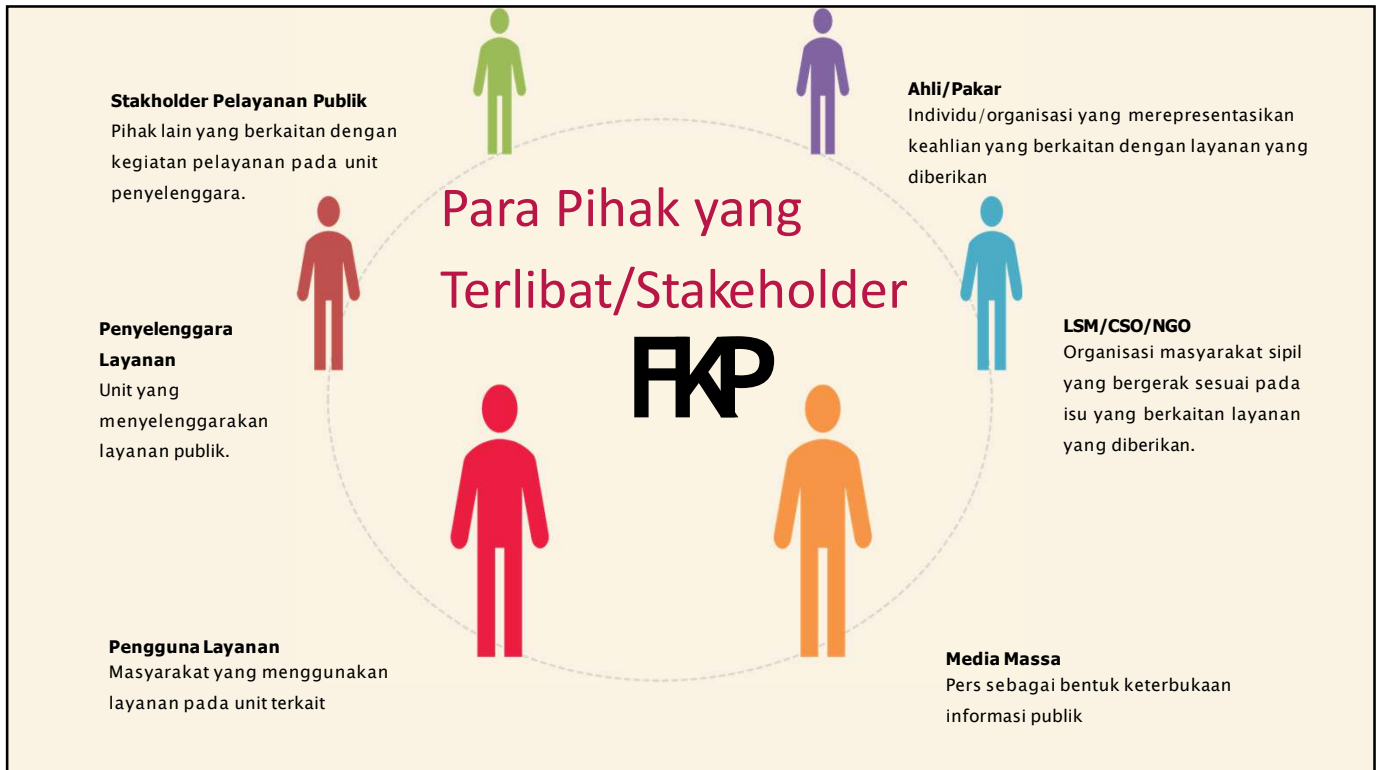 Stakholder Pelayanan Publik
Pihak lain yang berkaitan dengan
kegiatan pelayanan pada unit
penyelenggara.
Ahli/Pakar
Individu/organisasi yang merepresentasikan
keahlian yang berkaitan dengan layanan yang
diberikan
Para Pihak yang
Terlibat/Stakeholder
FKP
Penyelenggara
Layanan
Unit yang
menyelenggarakan
layanan publik.
LSM/CSO/NGO
Organisasi masyarakat sipil
yang bergerak sesuai pada
isu yang berkaitan layanan
yang diberikan.
Pengguna Layanan
Masyarakat yang menggunakan
layanan pada unit terkait
Media Massa
Pers sebagai bentuk keterbukaan
informasi publik